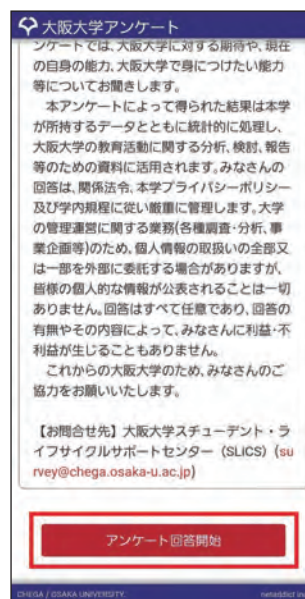 大阪大学アンケート
ンケートでは、大阪大学に対する期待や、現在
の自身の能力、大阪大学で身につけたい能力
等についてお聞きします。
本アンケートによって得られた結果は本学
が所持するデータとともに統計的に処理し、
大阪大学の教育活動に関する分析、検討、報告
等のための資料に活用されます。みなさんの
回答は、関係法令、本学プライバシーポリシー
及び学内規程に従い厳重に管理します。大学
の管理運営に関する業務(各種調査・分析、事
業企画等)のため、個人情報の取扱いの全部又
は一部を外部に委託する場合がありますが、
皆様の個人的な情報が公表されることは一切
ありません。回答はすべて任意であり、回答の
有無やその内容によって、みなさんに利益・不
利益が生じることもありません。
これからの大阪大学のため、みなさんのご
協力をお願いいたします。
【お問合せ先】大阪大学スチューデント・ラ
イフサイクルサポートセンター (SLiCS) (su
rvey@chega.osaka-u.ac.jp)
アンケート回答開始
CHEGA / OSAKA UNIVERSITY